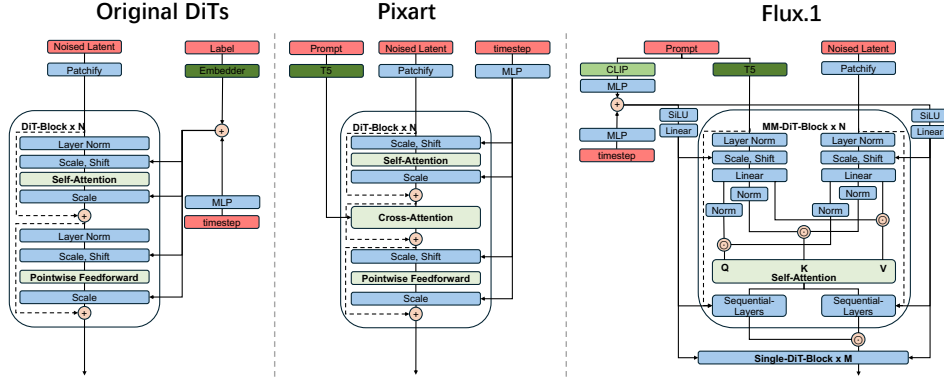 Original DiTs
Noised Latent
Label
Patchify
Embedder
DiT-Block x N
+
Layer Norm
Scale, Shift
Self-Attention
Scale
MLP
timestep
+
Layer Norm
Scale, Shift
Pointwise Feedforward
Scale
+
Pixart
Prompt
Noised Latent
timestep
T5
Patchify
MLP
DiT-Block x N
Scale, Shift
Self-Attention
Scale
+
Cross-Attention
+
Scale, Shift
Pointwise Feedforward
Scale
+
Flux.1
Prompt
Noised Latent
CLIP
T5
Patchify
MLP
+
SiLU
SiLU
Linear
Linear
MLP
timestep
MM-DiT-Block x N
Layer Norm
Layer Norm
Scale, Shift
Scale, Shift
Linear
Linear
Norm
Norm
Norm
Norm
Q
K
V
Self-Attention
Sequential-
Layers
Sequential-
Layers
Single-DiT-Block x M